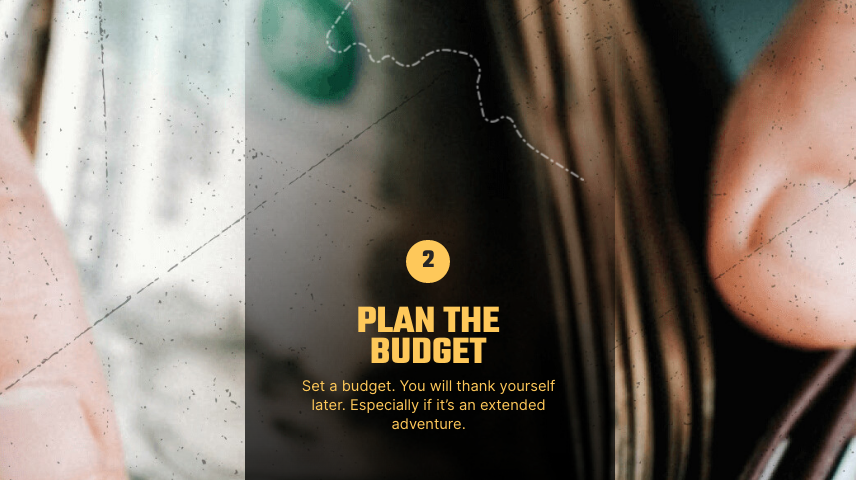 2
PLAN THE
BUDGET
Set a budget. You will thank yourself
later. Especially if it’s an extended
adventure.